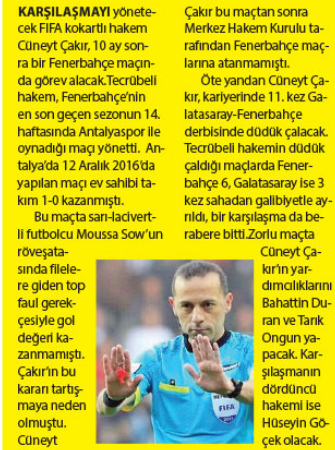 KARŞILAŞMAYI yönete-
cek FIFA kokartlı hakem
Cüneyt Çakır, 10 ay son-
ra bir Fenerbahçe maçın-
da görev alacak.Tecrübeli
hakem, Fenerbahçe'nin
en son geçen sezonun 14.
haftasında Antalyaspor ile
oynadığı maçı yönetti. An-
talya'da 12 Aralık 2016'da
yapılan maçı ev sahibi ta-
kım 1-0 kazanmıştı.
Bu maçta sarı-lacivert-
li futbolcu Moussa Sow'un
röveşata-
sında filele-
re giden top
faul gerek-
çesiyle gol
değeri ka-
zanmamıştı.
Çakır'ın bu
kararı tartış-
maya neden
olmuştu.
Cüneyt
Çakır bu maçtan sonra
Merkez Hakem Kurulu ta-
rafından Fenerbahçe maç-
larına atanmamıştı.
Öte yandan Cüneyt Ça-
kır, kariyerinde 11. kez Ga-
latasaray-Fenerbahçe
derbisinde düdük çalacak.
Tecrübeli hakemin düdük
çaldığı maçlarda Fener-
bahçe 6, Galatasaray ise 3
kez sahadan galibiyetle ay-
rıldı, bir karşılaşma da be-
rabere bitti.Zorlu maçta
Cüneyt Ça-
kır'ın yar-
dımcılıklarını
Bahattin Du-
ran ve Tarık
Ongun ya-
pacak. Kar-
şılaşmanın
dördüncü
hakemi ise
Hüseyin Gö-
çek olacak.
FIFA